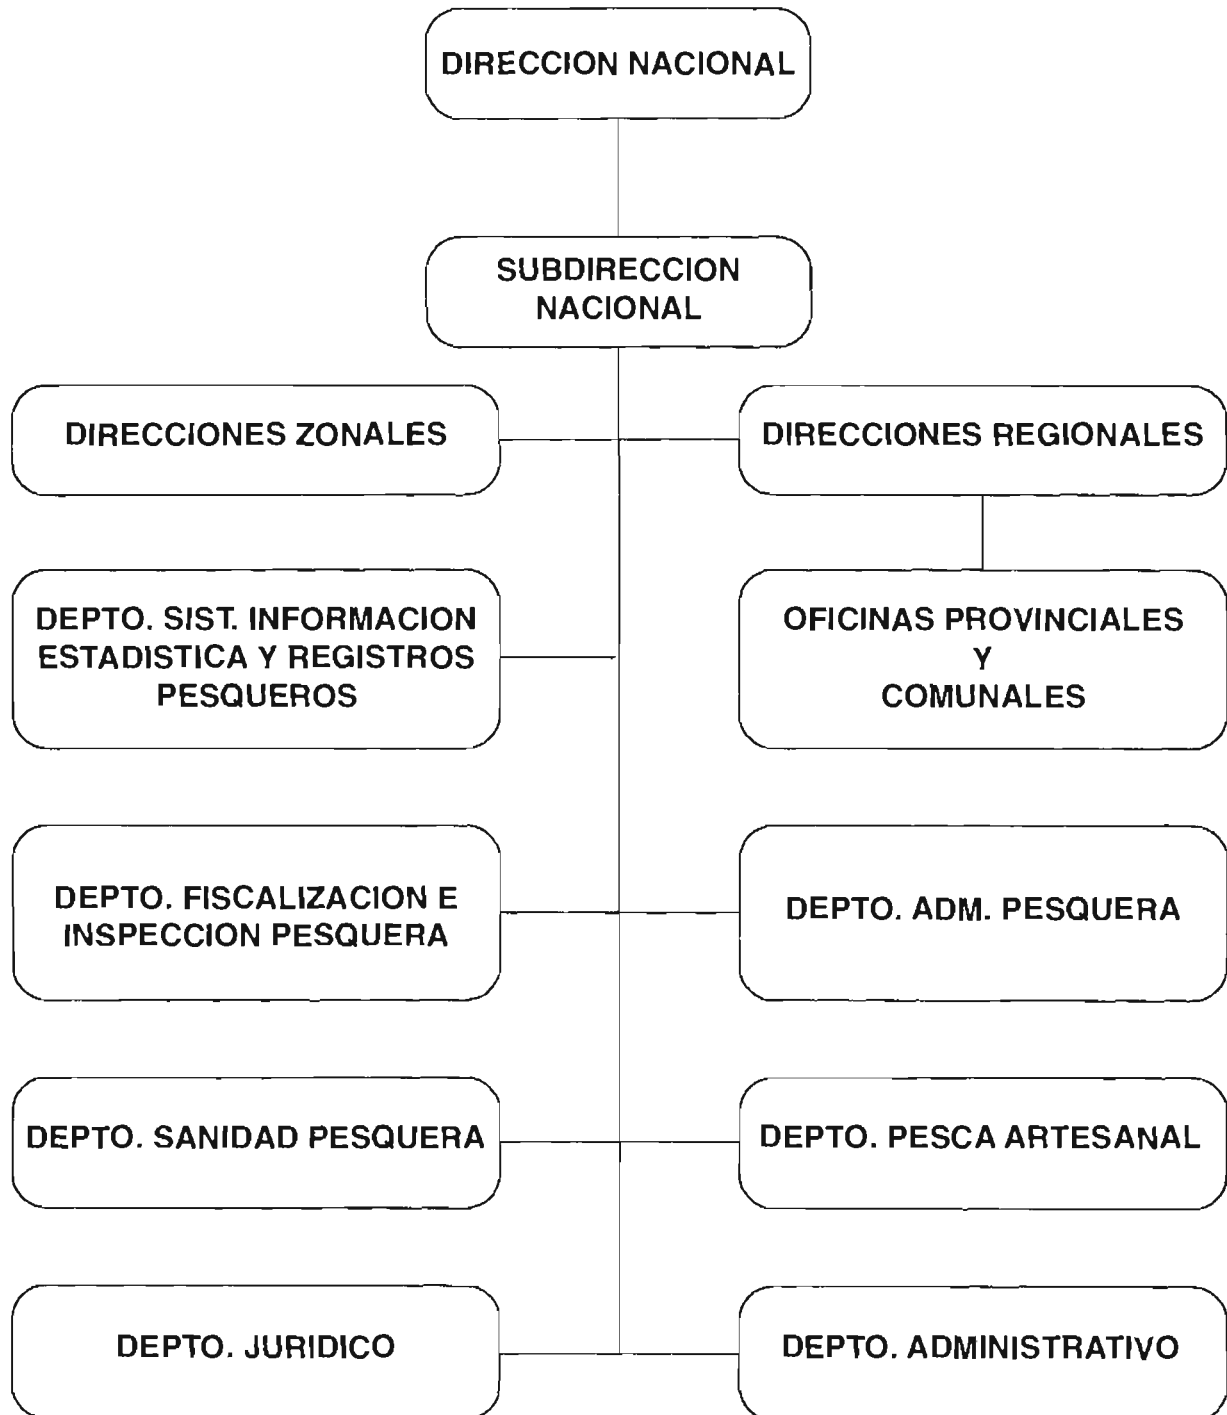 DIRECCION NACIONAL
SUBDIRECCION
NACIONAL
DIRECCIONES ZONALES
DIRECCIONES REGIONALES
DEPTO. SIST. INFORMACION
ESTADISTICA Y REGISTROS
PESQUEROS
OFICINAS PROVINCIALES
Y
COMUNALES
DEPTO. FISCALIZACION E
INSPECCION PESQUERA
DEPTO. ADM. PESQUERA
DEPTO. SANIDAD PESQUERA
DEPTO. PESCA ARTESANAL
DEPTO. JURIDICO
DEPTO. ADMINISTRATIVO